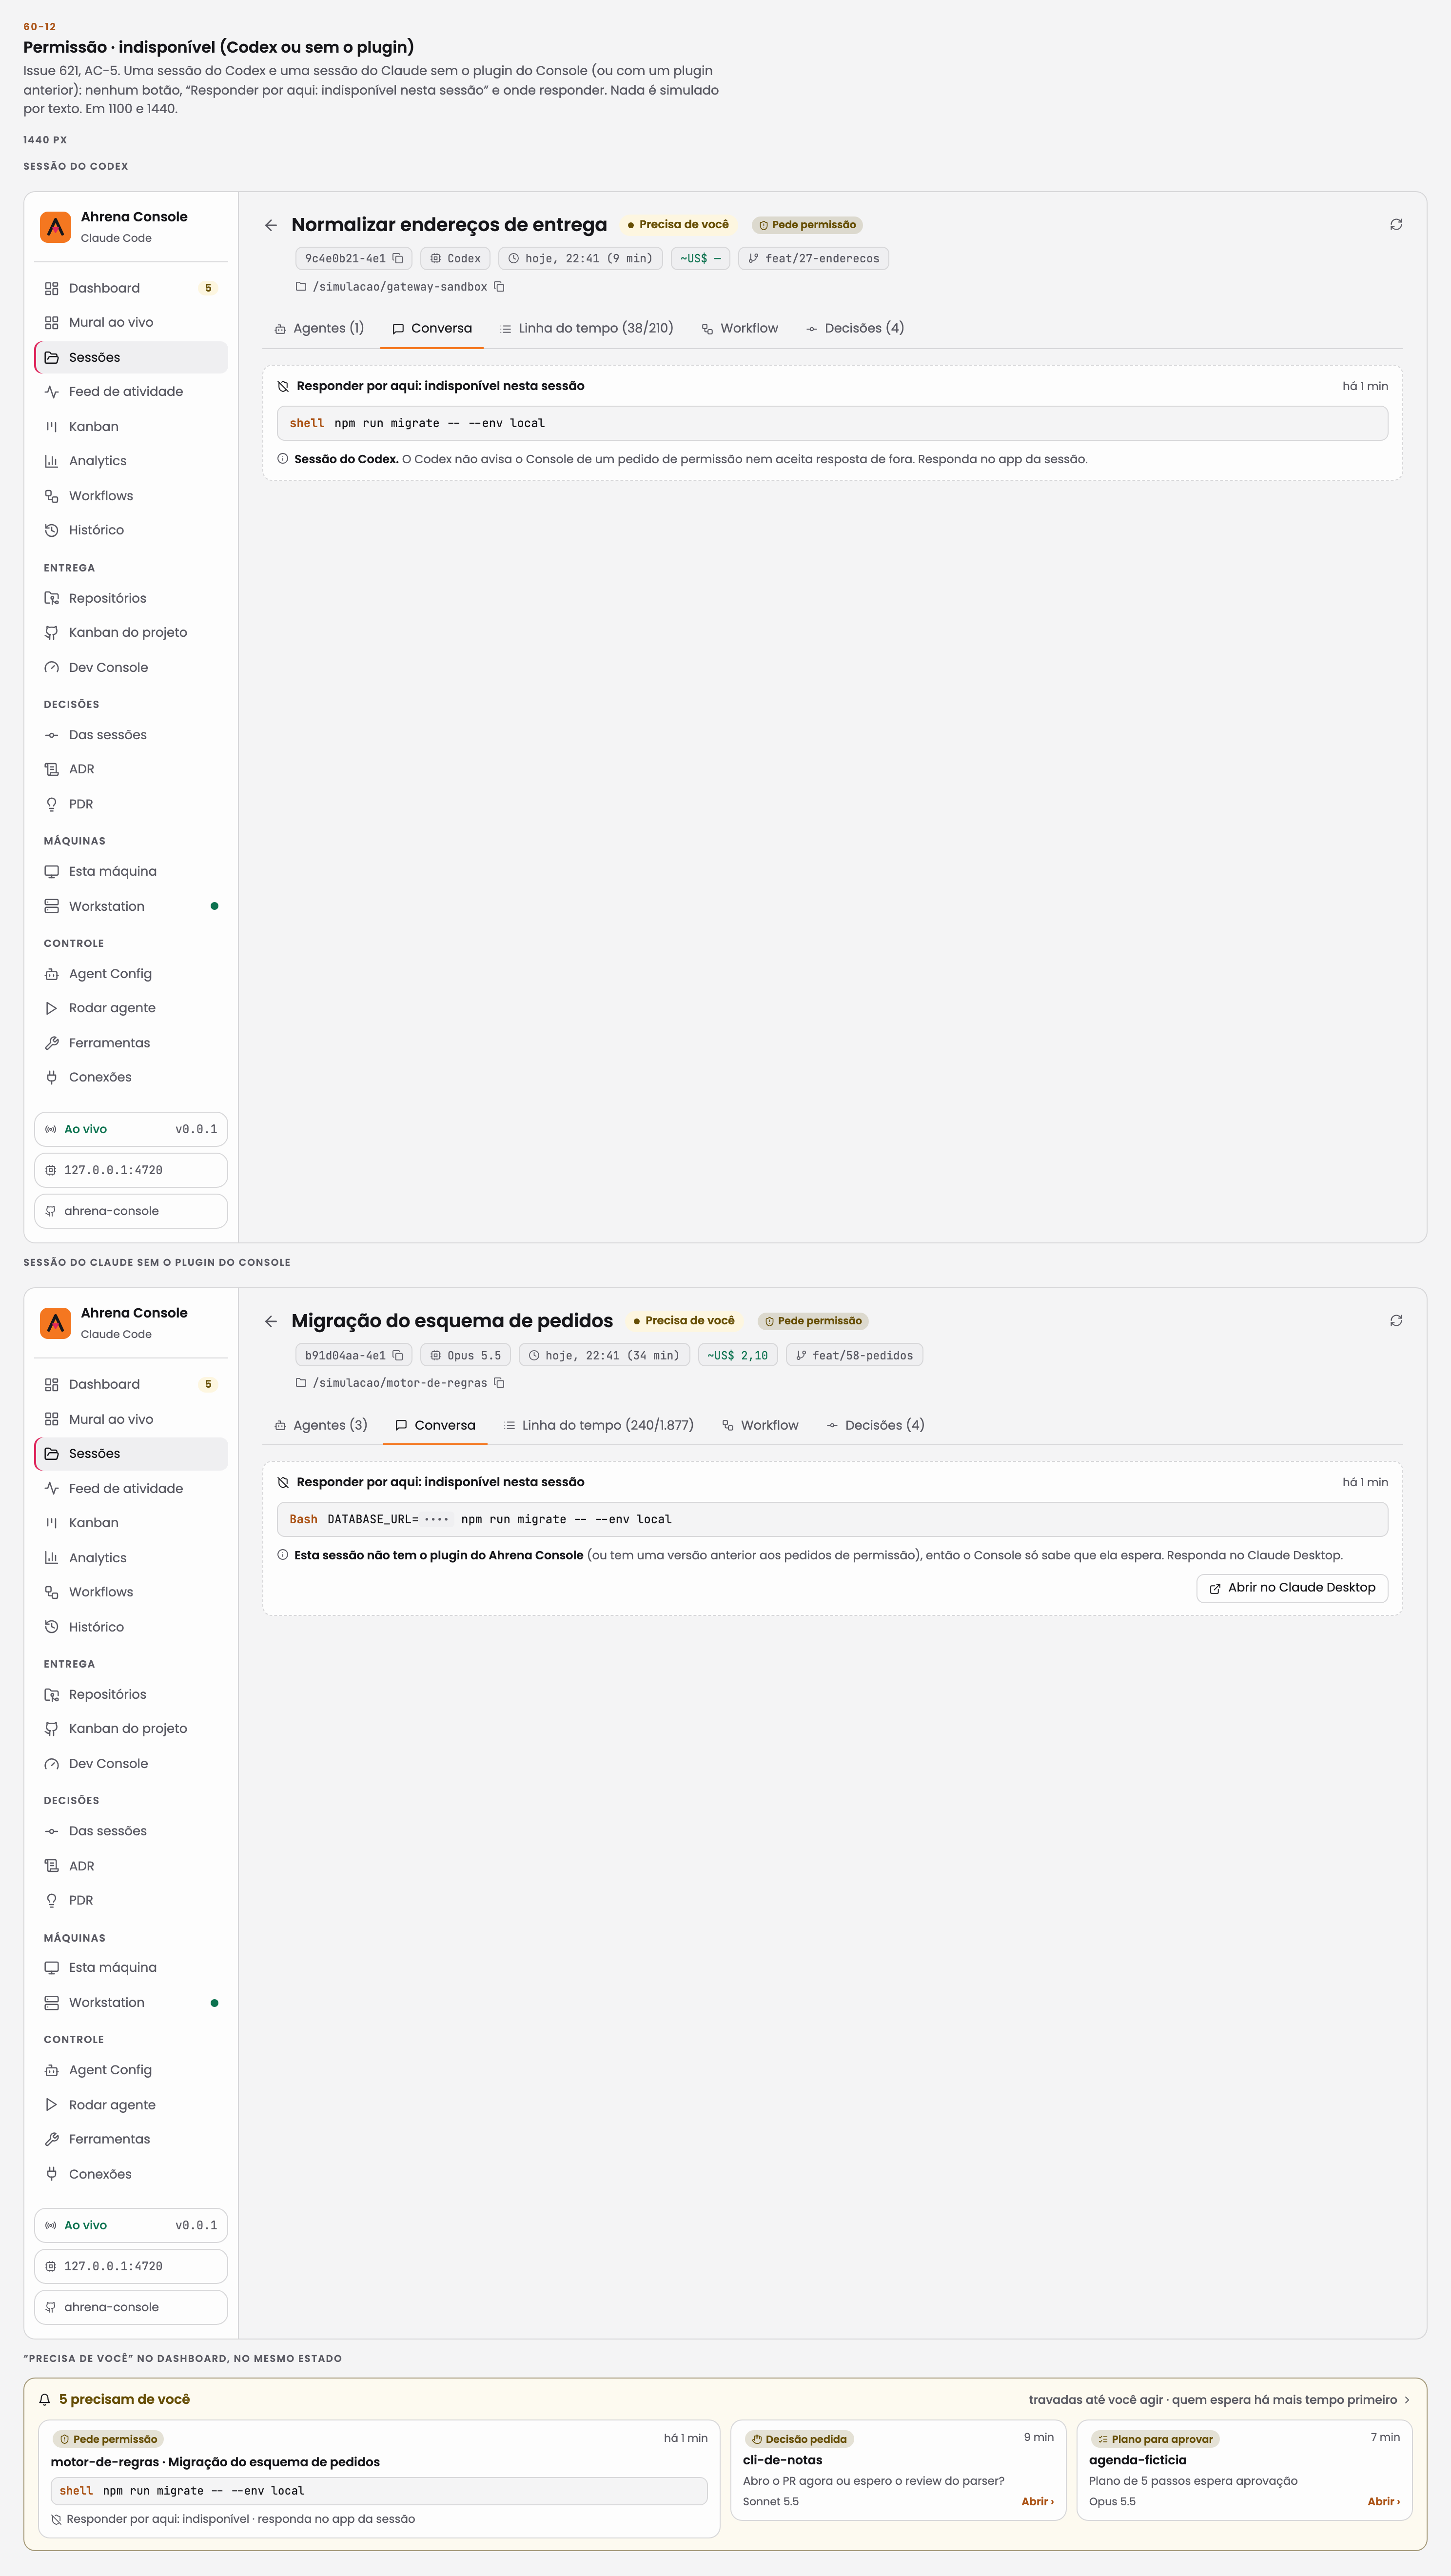 60-12
Permissão · indisponível (Codex ou sem o plugin)
Issue 621, AC-5. Uma sessão do Codex e uma sessão do Claude sem o plugin do Console (ou com um plugin
anterior): nenhum botão, “Responder por aqui: indisponível nesta sessão” e onde responder. Nada é simulado
por texto. Em 1100 e 1440.
1440 PX
SESSÃO DO CODEX
Ahrena Console
Claude Code
Dashboard 5
Mural ao vivo
Sessões
Feed de atividade
Kanban
Analytics
Workflows
Histórico
ENTREGA
Repositórios
Kanban do projeto
Dev Console
DECISÕES
Das sessões
ADR
PDR
MÁQUINAS
Esta máquina
Workstation
CONTROLE
Agent Config
Rodar agente
Ferramentas
Conexões
Ao vivo v0.0.1
127.0.0.1:4720
ahrena-console
Normalizar endereços de entrega Precisa de você Pede permissão
9c4e0b21-4e1 Codex hoje, 22:41 (9 min) ~US$ — feat/27-enderecos
/simulacao/gateway-sandbox
Agentes (1) Conversa Linha do tempo (38/210) Workflow Decisões (4)
Responder por aqui: indisponível nesta sessão há 1 min
shell npm run migrate -- --env local
Sessão do Codex. O Codex não avisa o Console de um pedido de permissão nem aceita resposta de fora. Responda no app da sessão.
SESSÃO DO CLAUDE SEM O PLUGIN DO CONSOLE
Ahrena Console
Claude Code
Dashboard 5
Mural ao vivo
Sessões
Feed de atividade
Kanban
Analytics
Workflows
Histórico
ENTREGA
Repositórios
Kanban do projeto
Dev Console
DECISÕES
Das sessões
ADR
PDR
MÁQUINAS
Esta máquina
Workstation
CONTROLE
Agent Config
Rodar agente
Ferramentas
Conexões
Ao vivo v0.0.1
127.0.0.1:4720
ahrena-console
Migração do esquema de pedidos Precisa de você Pede permissão
b91d04aa-4e1 Opus 5.5 hoje, 22:41 (34 min) ~US$ 2,10 feat/58-pedidos
/simulacao/motor-de-regras
Agentes (3) Conversa Linha do tempo (240/1.877) Workflow Decisões (4)
Responder por aqui: indisponível nesta sessão há 1 min
Bash DATABASE_URL= •••• npm run migrate -- --env local
Esta sessão não tem o plugin do Ahrena Console (ou tem uma versão anterior aos pedidos de permissão), então o Console só sabe que ela espera. Responda no Claude Desktop.
Abrir no Claude Desktop
“PRECISA DE VOCÊ” NO DASHBOARD, NO MESMO ESTADO
5 precisam de você travadas até você agir · quem espera há mais tempo primeiro ›
Pede permissão há 1 min
motor-de-regras · Migração do esquema de pedidos
shell npm run migrate -- --env local
Responder por aqui: indisponível · responda no app da sessão
Decisão pedida 9 min
cli-de-notas
Abro o PR agora ou espero o review do parser?
Sonnet 5.5 Abrir ›
Plano para aprovar 7 min
agenda-ficticia
Plano de 5 passos espera aprovação
Opus 5.5 Abrir ›